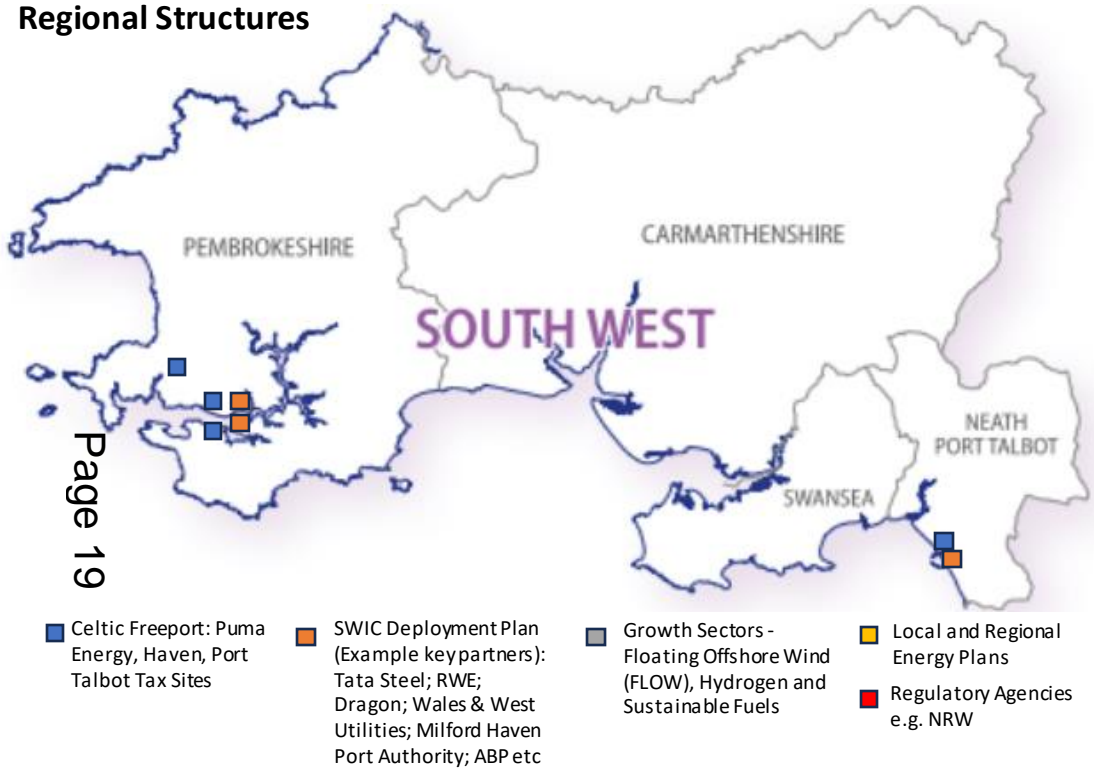 Regional Structures
PEMBROKESHIRE
CARMARTHENSHIRE
SOUTH WEST
NEATH
PORT TALBOT
SWANSEA
Page 19
Celtic Freeport: Puma
Energy, Haven, Port
Talbot Tax Sites
SWIC Deployment Plan
(Example key partners):
Tata Steel; RWE;
Dragon; Wales & West
Utilities; Milford Haven
Port Authority; ABP etc
Growth Sectors -
Floating Offshore Wind
(FLOW), Hydrogen and
Sustainable Fuels
Local and Regional
Energy Plans
Regulatory Agencies
e.g. NRW